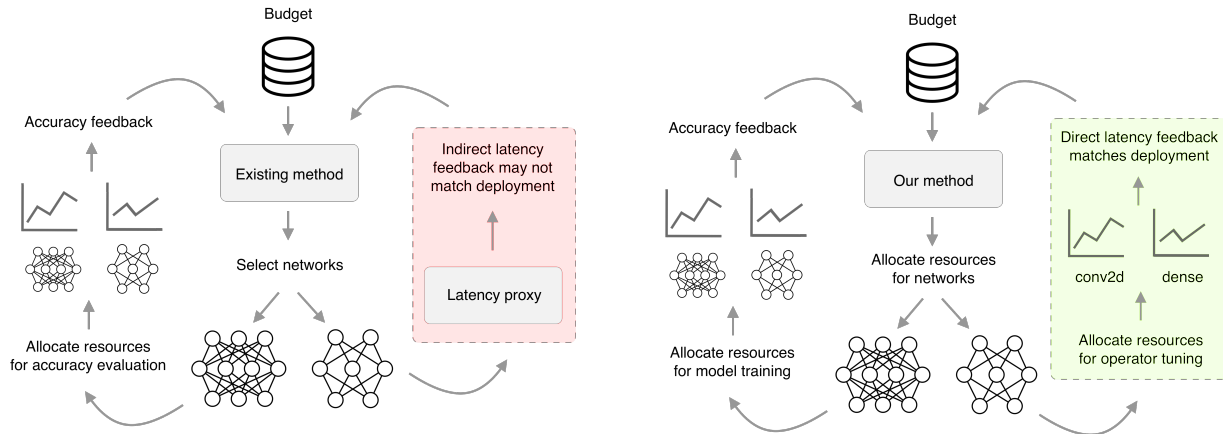 Budget
Accuracy feedback
Existing method
Indirect latency
feedback may not
match deployment
Select networks
Latency proxy
Allocate resources
for accuracy evaluation
Budget
Accuracy feedback
Our method
Direct latency feedback
matches deployment
Allocate resources
for networks
conv2d
dense
Allocate resources
for model training
Allocate resources
for operator tuning